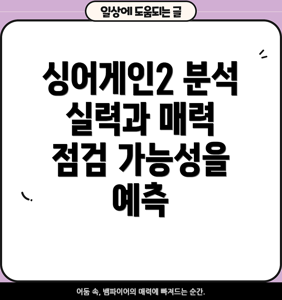 일상에 도움되는 글
싱어게인2 분석
실력과 매력
점검 가능성을
예측
어둠 속, 뱀파이어의 매력에 빠져드는 순간.